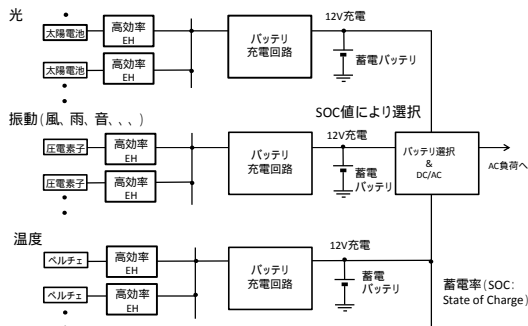 光
太陽電池
高効率
EH
太陽電池
高効率
EH
バッテリ
充電回路
12V充電
蓄電バッテリ
振動(風、雨、音、、、)
圧電素子
高効率
EH
圧電素子
高効率
EH
バッテリ
充電回路
SOC値により選択
12V充電
蓄電
バッテリ
バッテリ選択
&
DC/AC
AC負荷へ
温度
ペルチェ
高効率
EH
ペルチェ
高効率
EH
バッテリ
充電回路
12V充電
蓄電
バッテリ
蓄電率(SOC:
State of Charge)